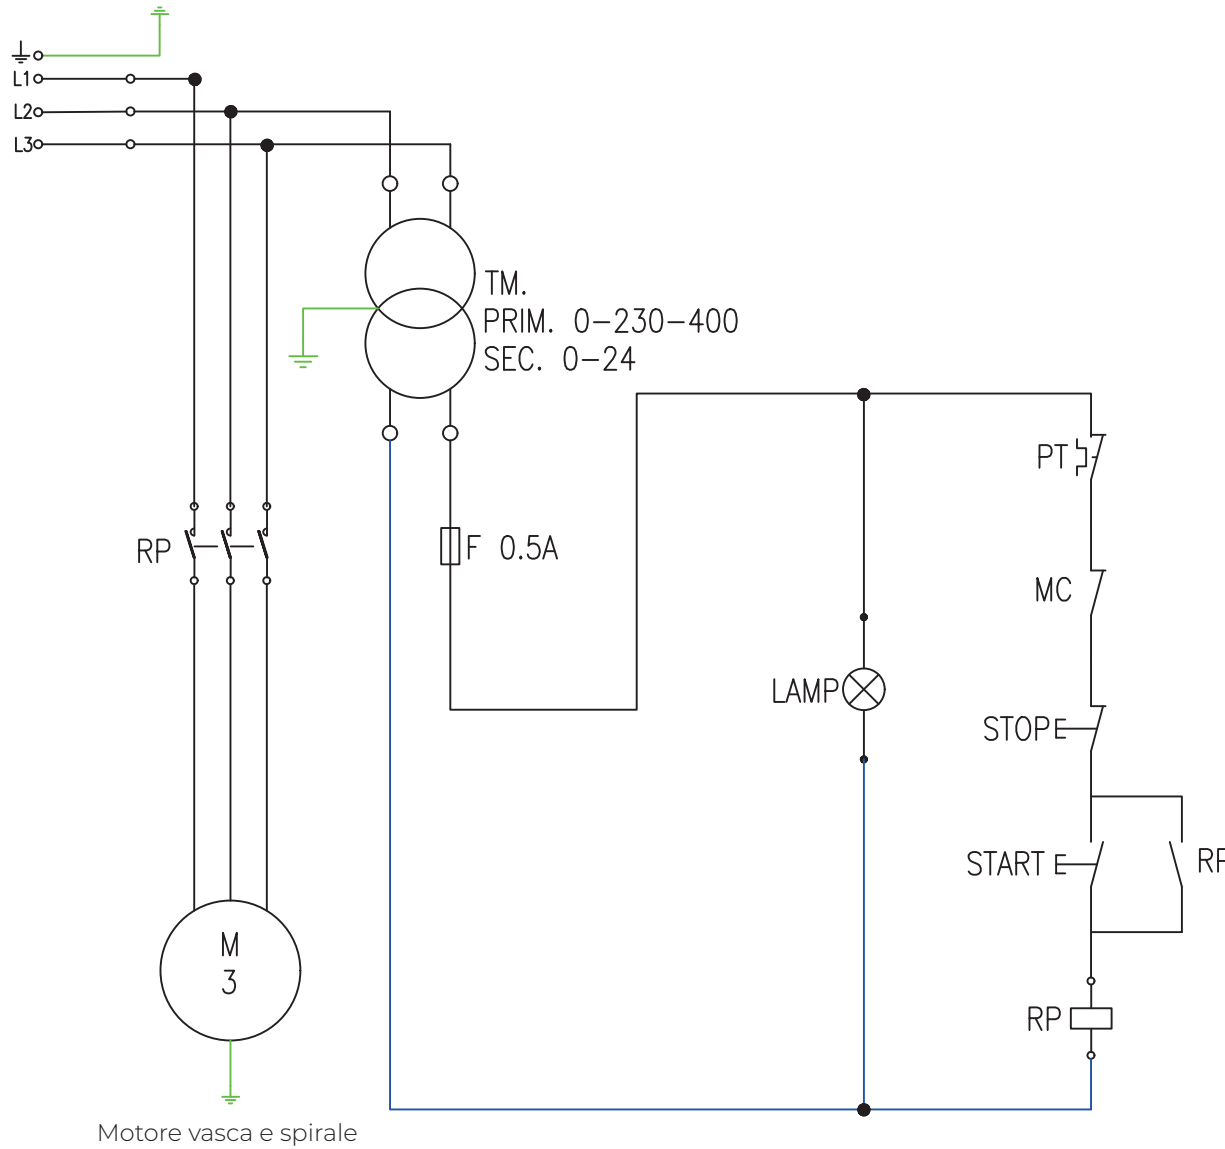 L1
L2
L3
TM.
PRIM. 0-230-400
SEC. 0-24
PT
RP
F 0.5A
MC
LAMP
STOP
START
M
3
RP
Motore vasca e spirale